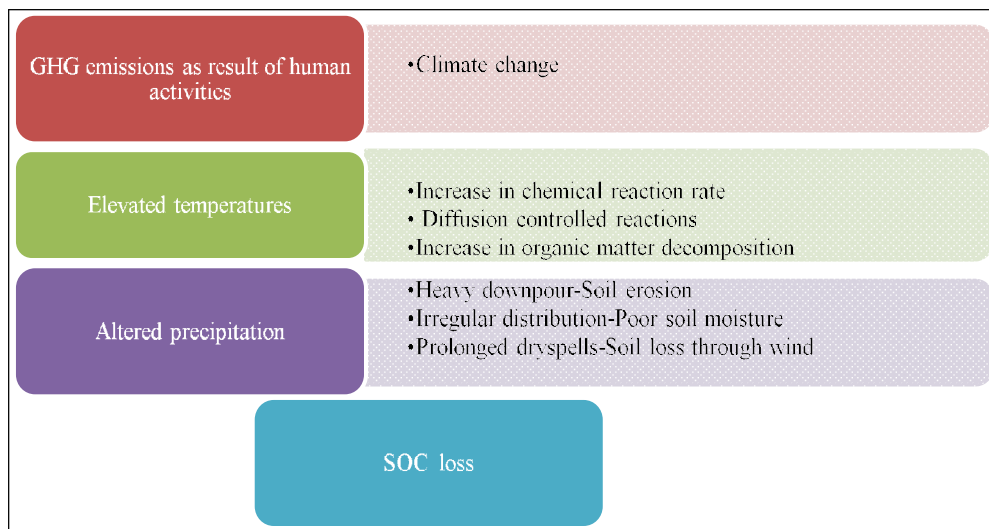 GHG emissions as result of human
activities
•Climate change
Elevated temperatures
•Increase in chemical reaction rate
• Diffusion controlled reactions
•Increase in organic matter decomposition
Altered precipitation
•Heavy downpour-Soil erosion
•Irregular distribution-Poor soil moisture
•Prolonged dryspells-Soil loss through wind
SOC loss